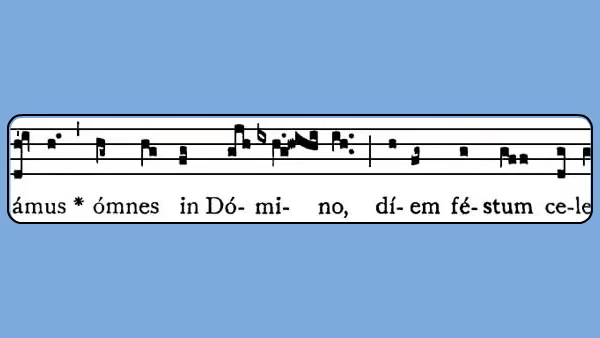 ámus * ómnes in Dó- mi- no, dí- em fé- stum ce-le